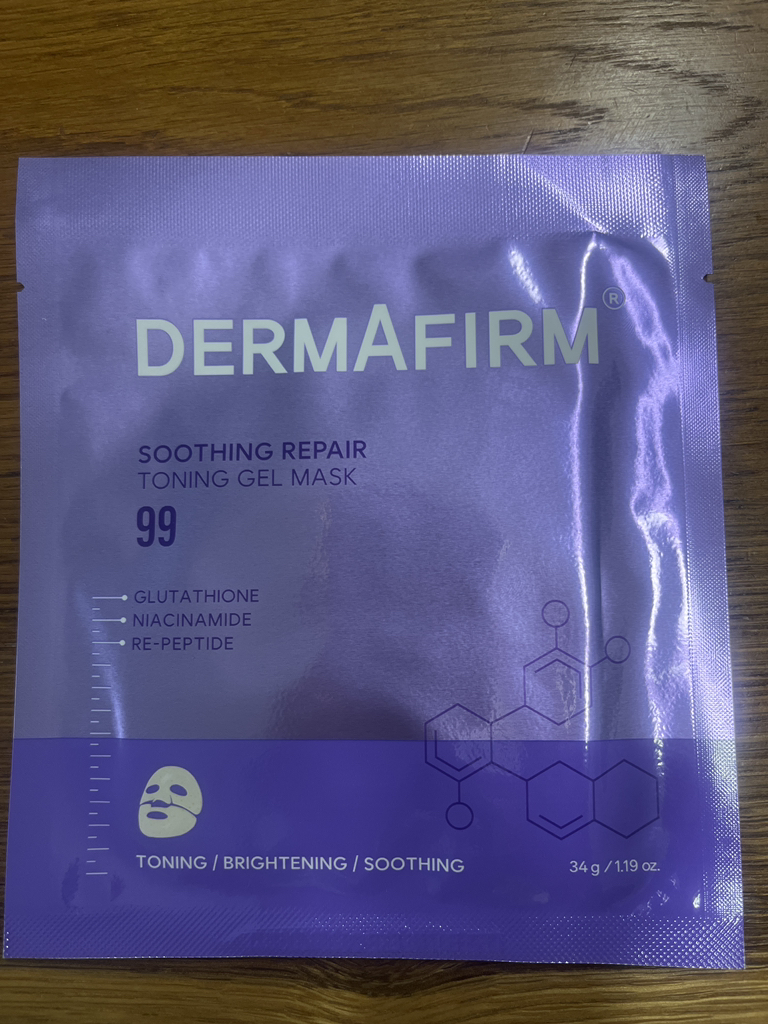 DERMAFIRM®
SOOTHING REPAIR
TONING GEL MASK
99
GLUTATHIONE
NIACINAMIDE
RE-PEPTIDE
TONING / BRIGHTENING / SOOTHING
34 g / 1.19 oz.